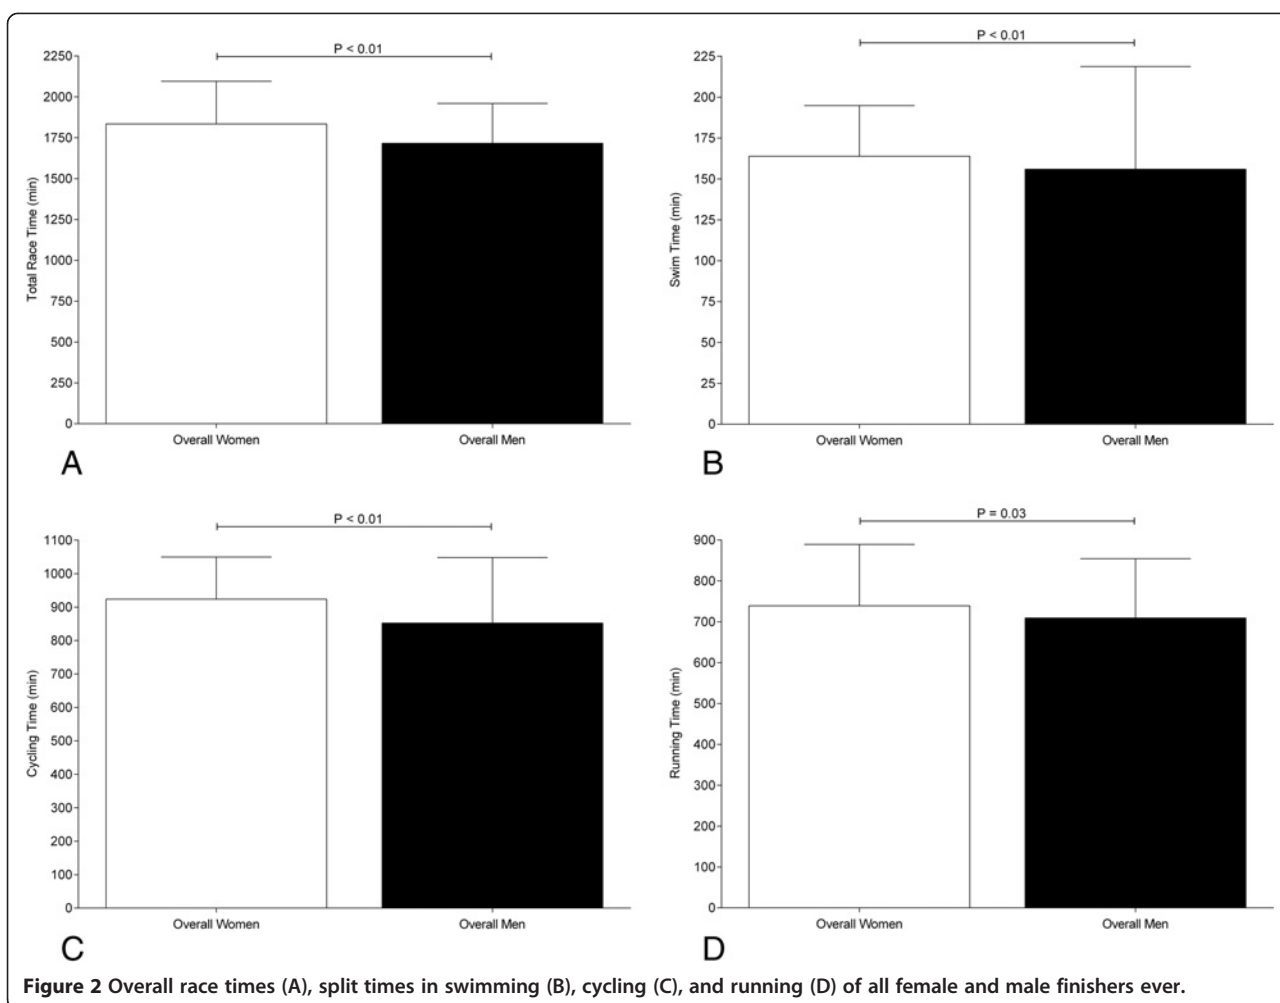 P < 0.01
2250
2000
1750
1500
1250
1000
750
500
250
0
Total Race Time (min)
Overall Women Overall Men
A
P < 0.01
225
200
175
150
125
100
75
50
25
0
Swim Time (min)
Overall Women Overall Men
B
P < 0.01
1100
1000
900
800
700
600
500
400
300
200
100
0
Cycling Time (min)
Overall Women Overall Men
C
P = 0.03
900
800
700
600
500
400
300
200
100
0
Running Time (min)
Overall Women Overall Men
D
Figure 2 Overall race times (A), split times in swimming (B), cycling (C), and running (D) of all female and male finishers ever.